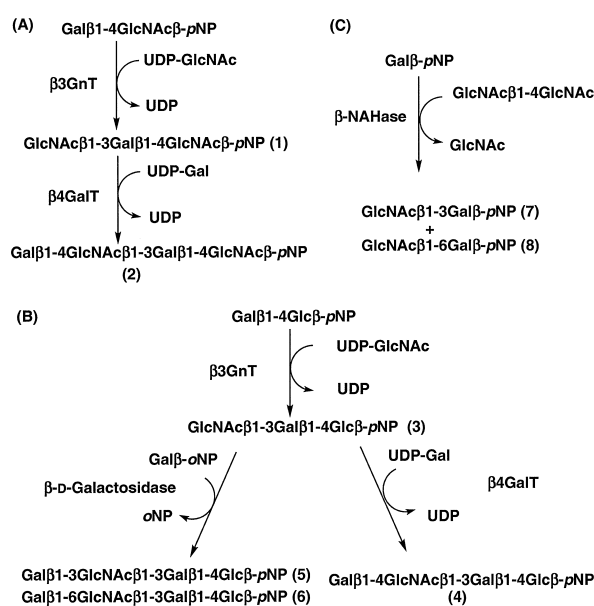 (A)
Galβ1-4GlcNAcβ-pNP
β3GnT
UDP-GlcNAc
UDP
GlcNAcβ1-3Galβ1-4GlcNAcβ-pNP (1)
β4GalT
UDP-Gal
UDP
Galβ1-4GlcNAcβ1-3Galβ1-4GlcNAcβ-pNP
(2)
(C)
Galβ-pNP
β-NAHase
GlcNAcβ1-4GlcNAc
GlcNAc
GlcNAcβ1-3Galβ-pNP (7)
+
GlcNAcβ1-6Galβ-pNP (8)
(B)
Galβ1-4Glcβ-pNP
β3GnT
UDP-GlcNAc
UDP
GlcNAcβ1-3Galβ1-4Glcβ-pNP (3)
Galβ-oNP
β-D-Galactosidase
oNP
UDP-Gal
β4GalT
UDP
Galβ1-3GlcNAcβ1-3Galβ1-4Glcβ-pNP (5)
Galβ1-6GlcNAcβ1-3Galβ1-4Glcβ-pNP (6)
Galβ1-4GlcNAcβ1-3Galβ1-4Glcβ-pNP
(4)